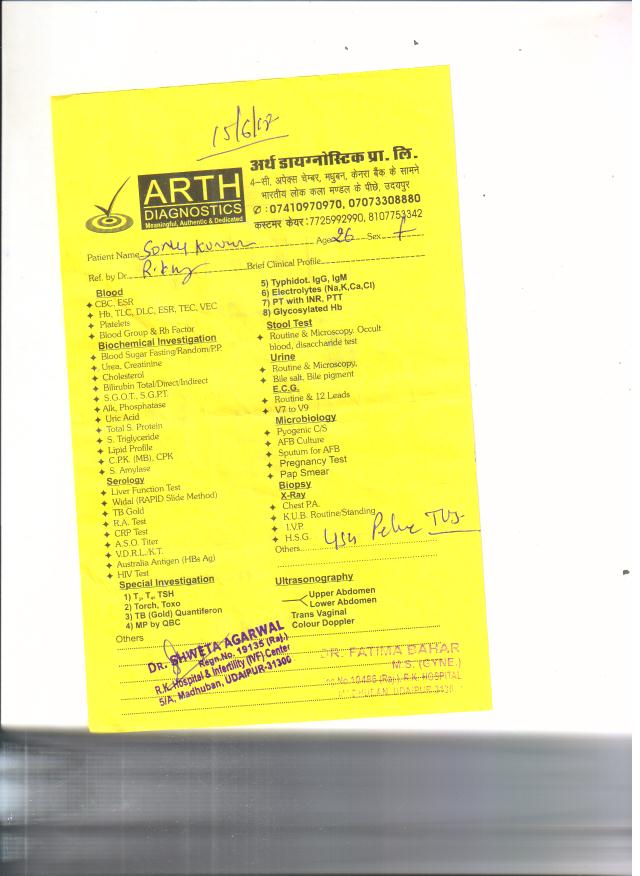 15/6/18
ARTH
DIAGNOSTICS
Meaningful, Authentic & Dedicated
अर्थ डायग्नोस्टिक प्रा. लि.
4-सी, अपेक्स चेम्बर, मधुबन, केनरा बैंक के सामने
भारतीय लोक कला मण्डल के पीछे, उदयपुर
✆ : 07410970970, 07073308880
कस्टमर केयर : 7725992990, 8107753342
Patient Name Age 26 Sex f
Ref. by Dr. Brief Clinical Profile
Blood
CBC, ESR
Hb, TLC, DLC, ESR, TEC, VEC
Platelets
Blood Group & Rh Factor
Biochemical Investigation
Blood Sugar Fasting/Random/P.P.
Urea, Creatinine
Cholesterol
Bilirubin Total/Direct/Indirect
S.G.O.T., S.G.P.T.
Alk, Phosphatase
Uric Acid
Total S. Protein
S. Triglyceride
Lipid Profile
C.P.K. (MB), CPK
S. Amylase
Serology
Liver Function Test
Widal (RAPID Slide Method)
TB Gold
R.A. Test
CRP Test
A.S.O. Titer
V.D.R.L./K.T.
Australia Antigen (HBs Ag)
HIV Test
Special Investigation
1) T3, T4, TSH
2) Torch, Toxo
3) TB (Gold) Quantiferon
4) MP by QBC
Others
5) Typhidot. IgG, IgM
6) Electrolytes (Na,K,Ca,Cl)
7) PT with INR, PTT
8) Glycosylated Hb
Stool Test
Routine & Microscopy, Occult
blood, disaccharide test
Urine
Routine & Microscopy,
Bile salt, Bile pigment
E.C.G.
Routine & 12 Leads
V7 to V9
Microbiology
Pyogenic C/S
AFB Culture
Sputum for AFB
Pregnancy Test
Pap Smear
Biopsy
X-Ray
Chest P.A.
K.U.B. Routine/Standing
I.V.P.
H.S.G.
Others
Ultrasonography
Upper Abdomen
Lower Abdomen
Trans Vaginal
Colour Doppler
DR. SHWETA AGARWAL
Regn.No. 19135 (Raj.)
R.K. Hospital & Infertility (IVF) Center
5/A, Madhuban, UDAIPUR-31300
DR. FATIMA BAHAR
M.S. (GYNE.)
No.10486 (Raj.) R.K. HOSPITAL
UDAIPUR